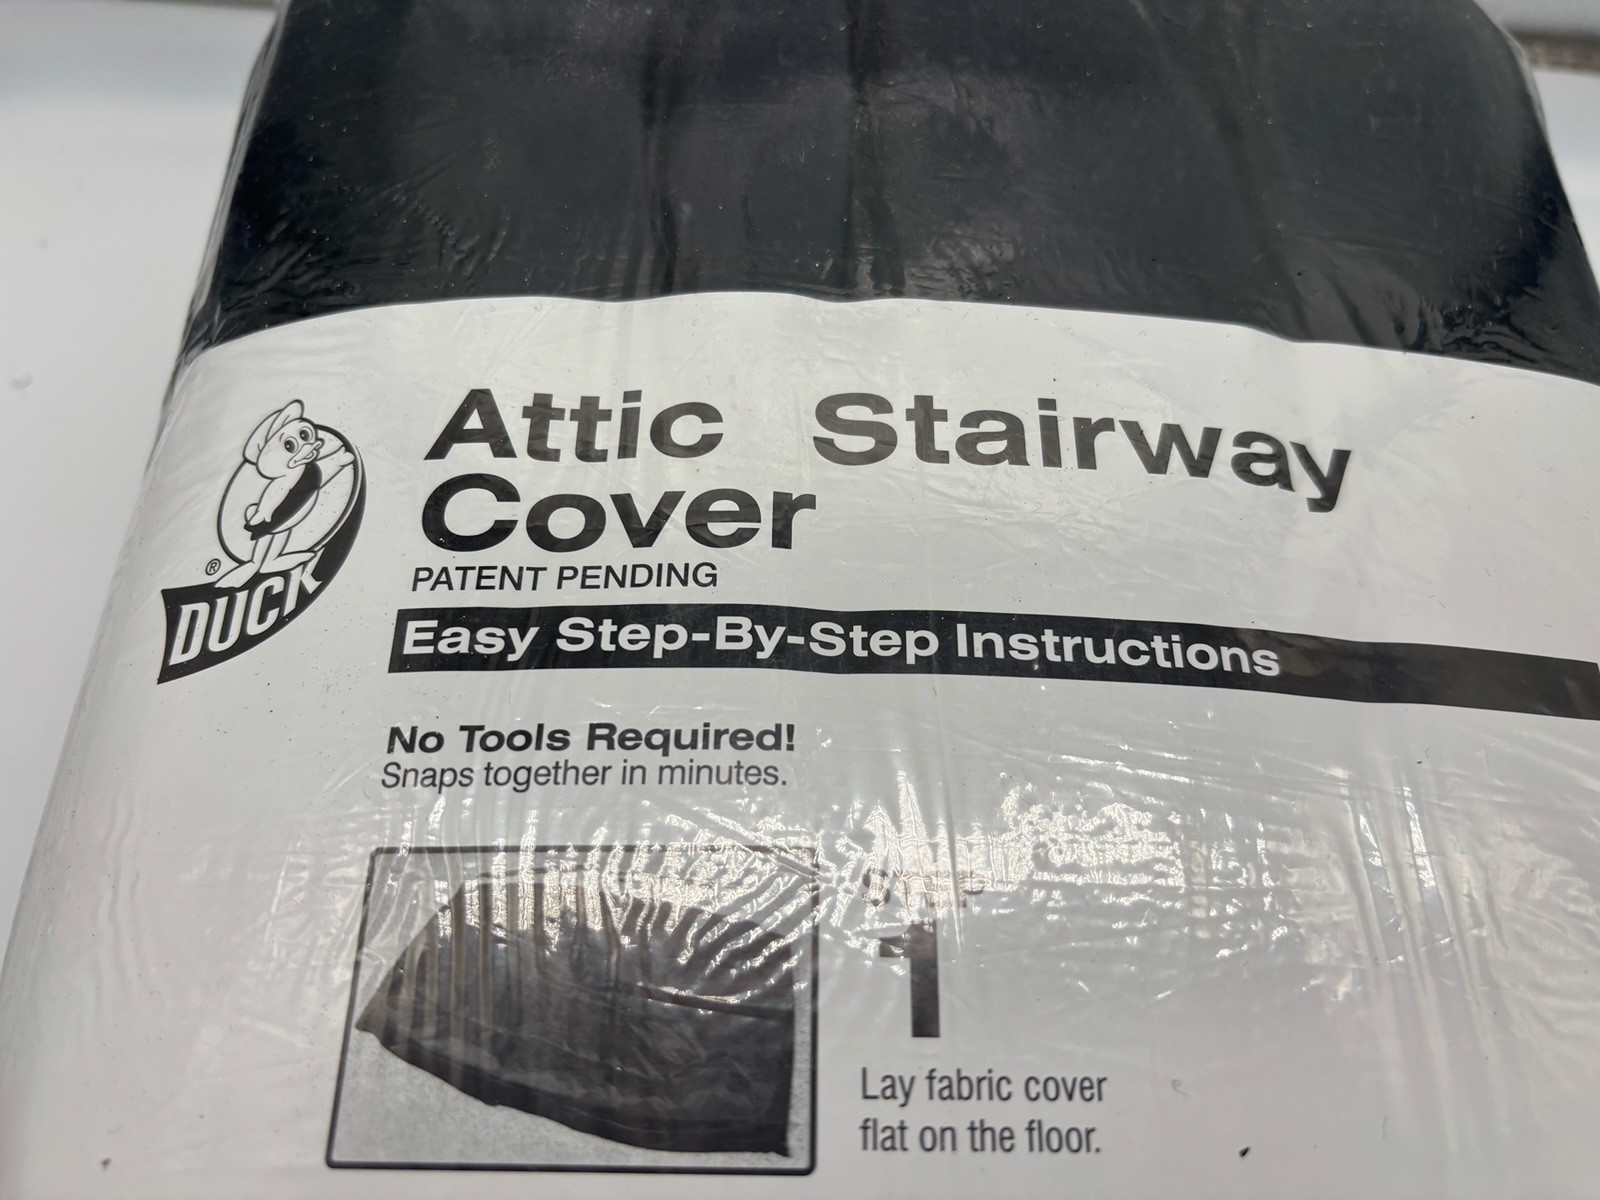 Attic Stairway
Cover
PATENT PENDING
® DUCK
Easy Step-By-Step Instructions
No Tools Required!
Snaps together in minutes.
STEP
1
Lay fabric cover
flat on the floor.